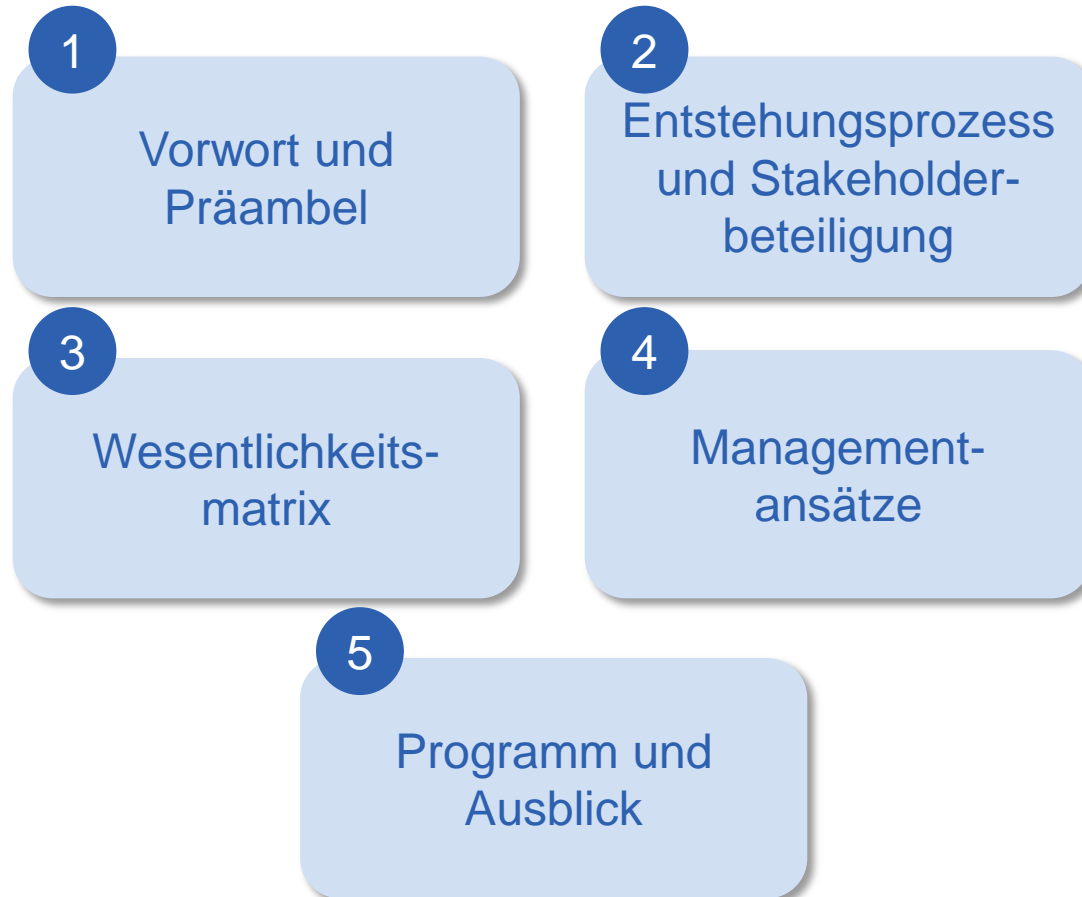 1
Vorwort und
Präambel
2
Entstehungsprozess
und Stakeholder-
beteiligung
3
Wesentlichkeits-
matrix
4
Management-
ansätze
5
Programm und
Ausblick